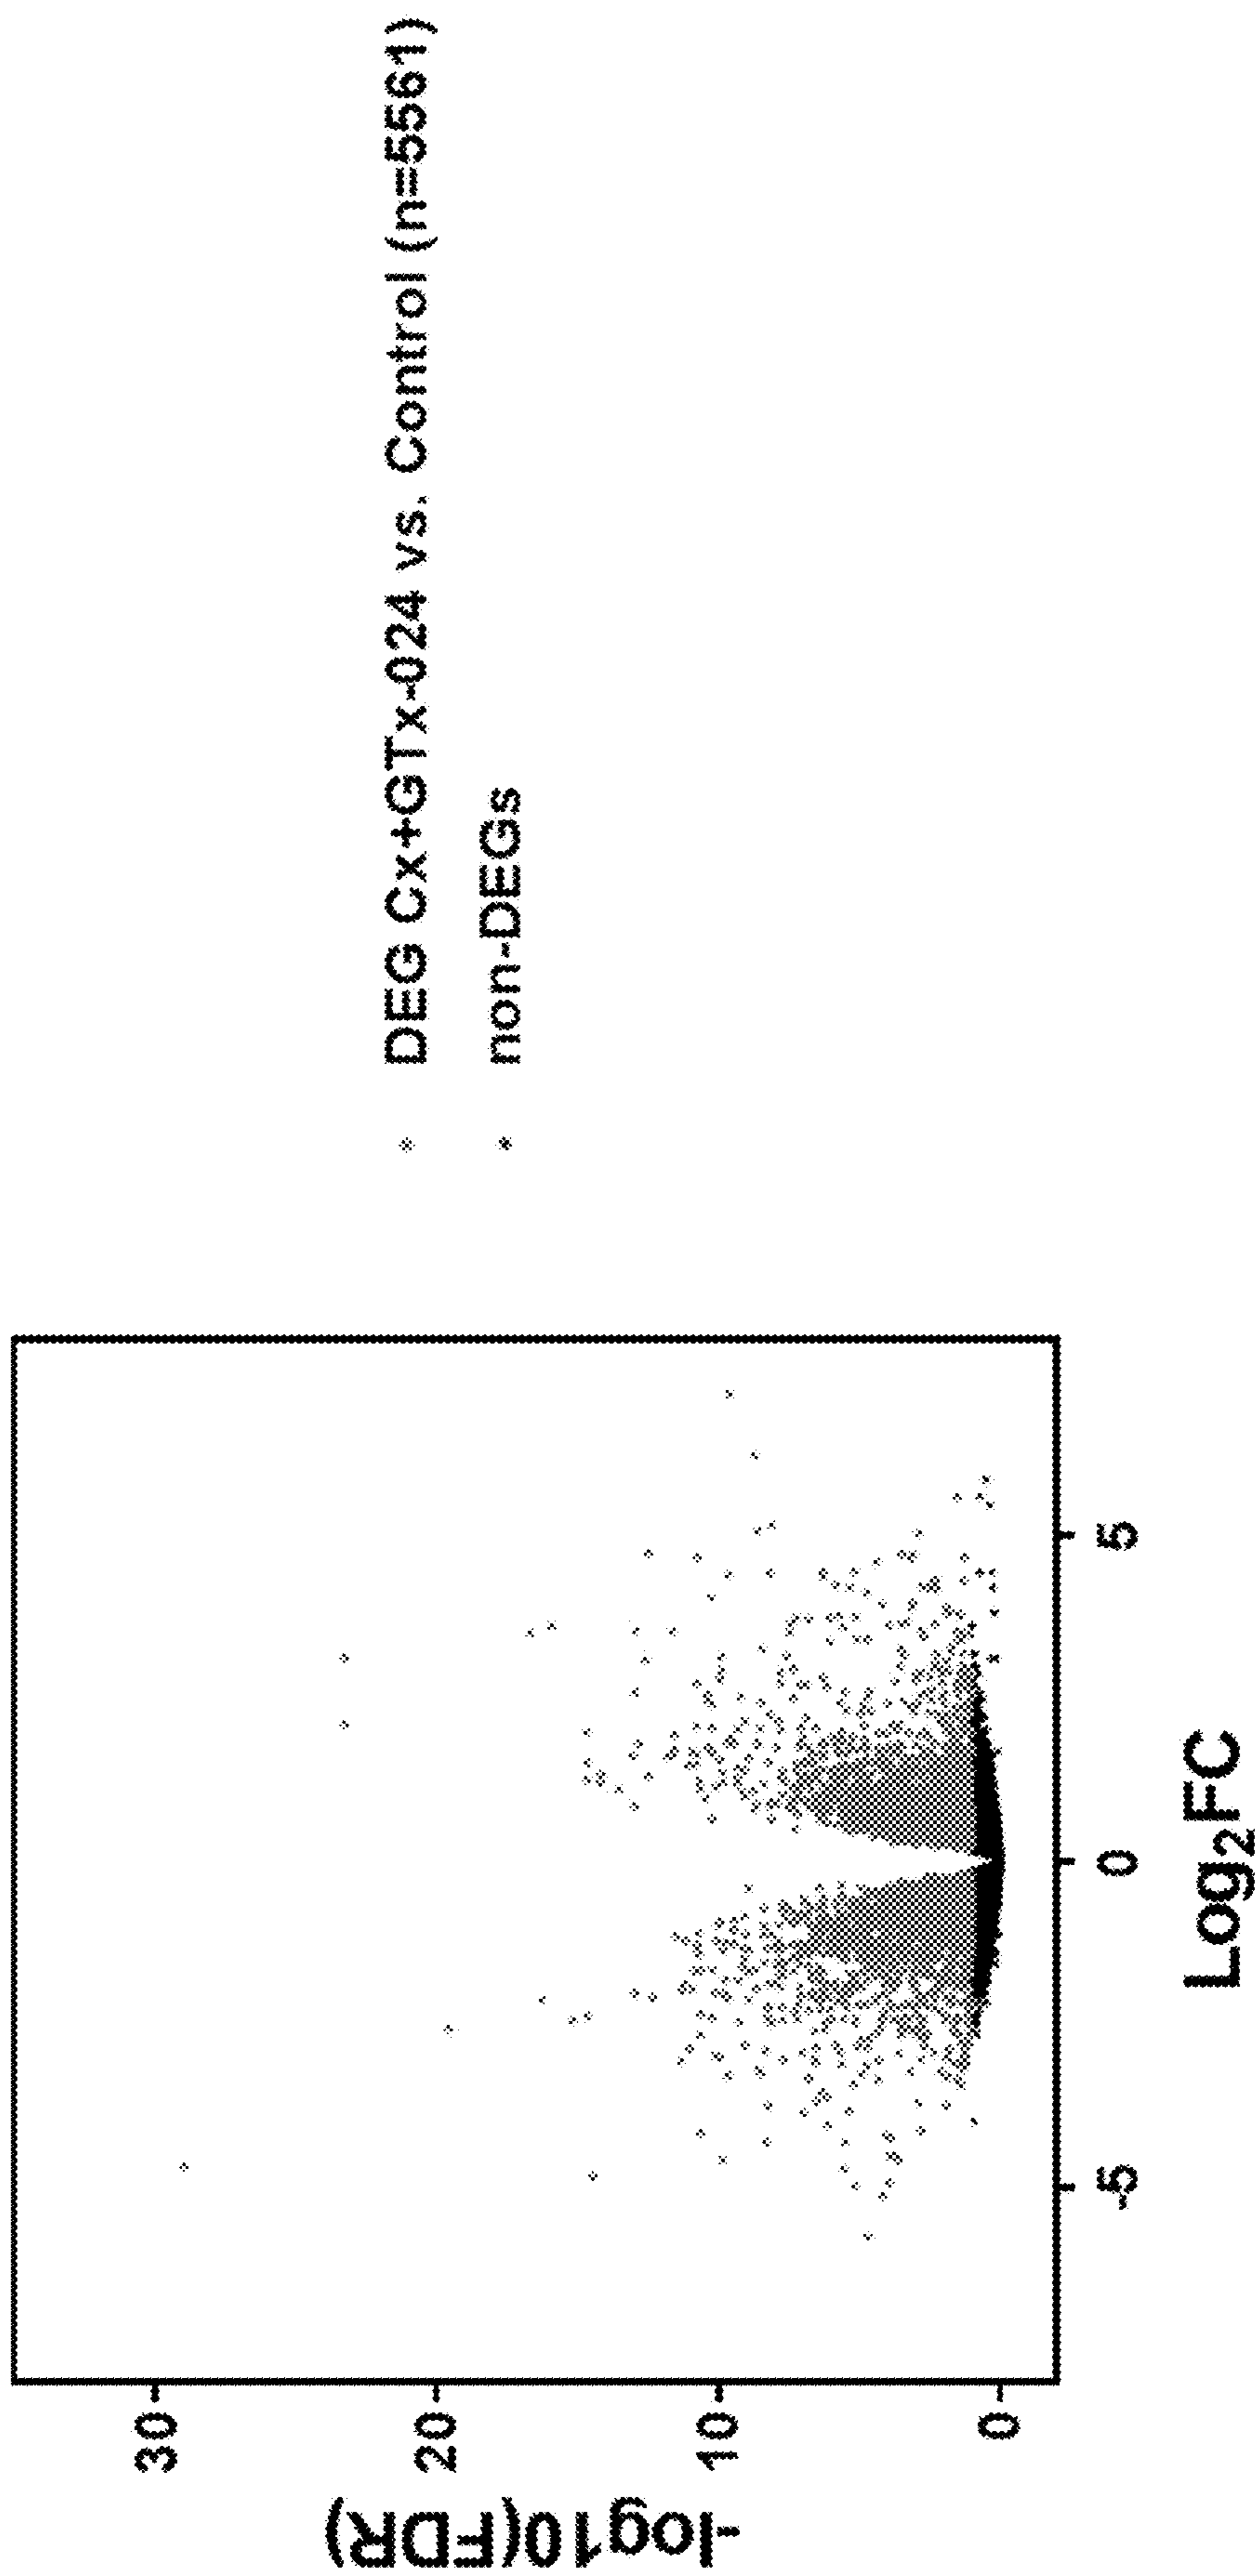 -log10(FDR)
30
20
10
0
-5
0
5
Log2FC
DEG Cx+GTx-024 vs. Control (n=5561)
non-DEGs